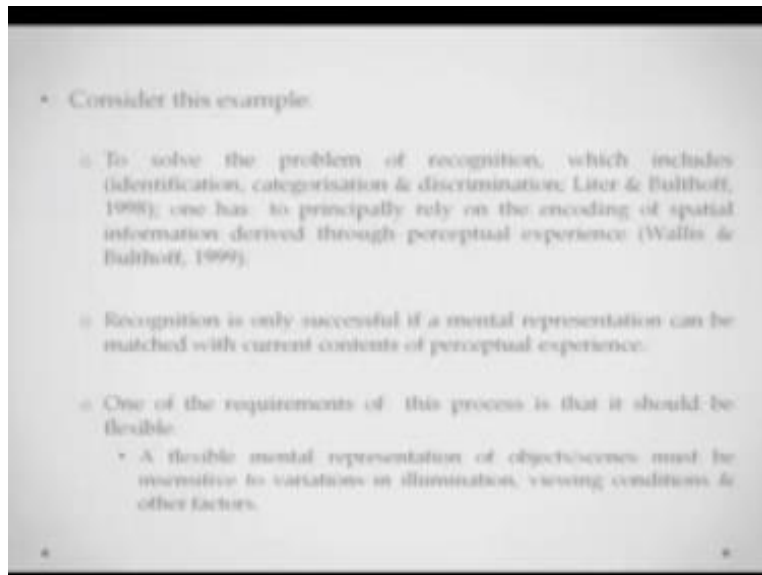 • Consider this example:
o To solve the problem of recognition, which includes
(identification, categorisation & discrimination; Liter & Bulthoff,
1998); one has to principally rely on the encoding of spatial
information derived through perceptual experience (Wallis &
Bulthoff, 1999).
o Recognition is only successful if a mental representation can be
matched with current contents of perceptual experience.
o One of the requirements of this process is that it should be
flexible.
• A flexible mental representation of objects/scenes must be
insensitive to variations in illumination, viewing conditions &
other factors.